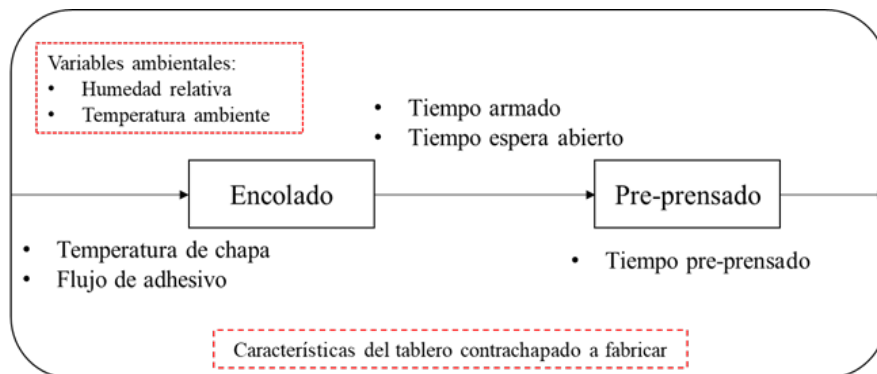 Variables ambientales:
• Humedad relativa
• Temperatura ambiente
• Tiempo armado
• Tiempo espera abierto
Encolado
Pre-prensado
• Temperatura de chapa
• Flujo de adhesivo
• Tiempo pre-prensado
Características del tablero contrachapado a fabricar